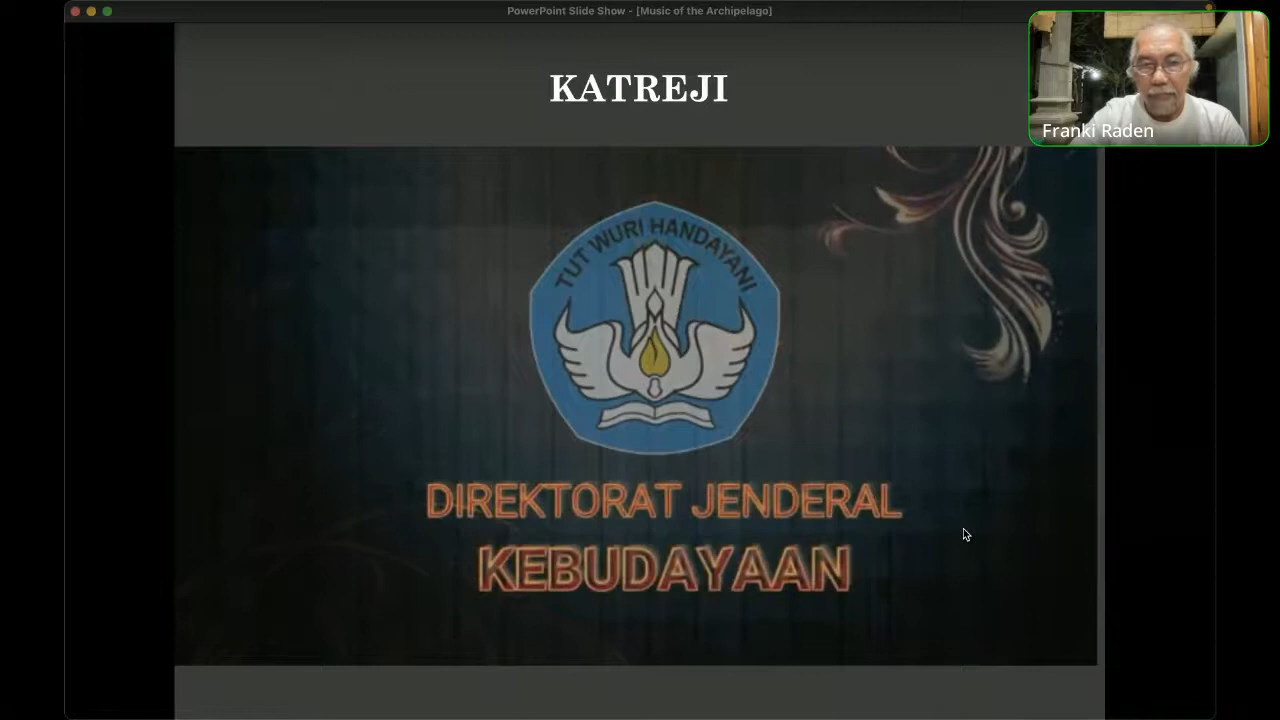 PowerPoint Slide Show - [Music of the Archipelago]
KATREJI
Franki Raden
TUT WURI HANDAYANI
DIREKTORAT JENDERAL
KEBUDAYAAN